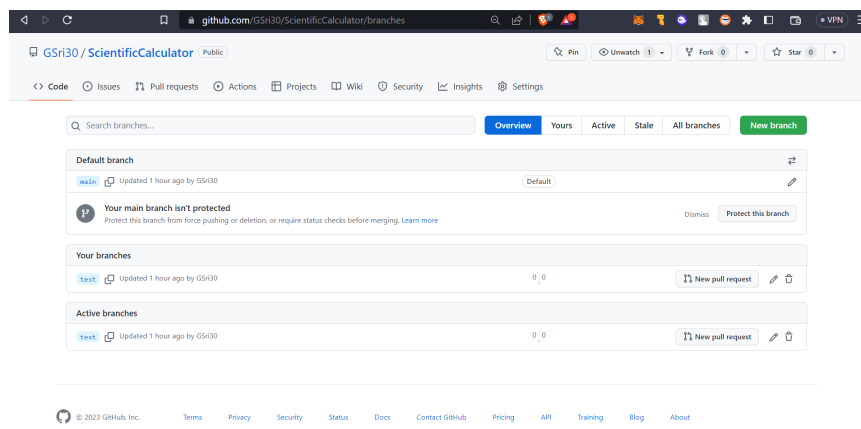 github.com/GSri30/ScientificCalculator/branches
VPN
GSri30 / ScientificCalculator Public
Pin Unwatch 1 Fork 0 Star 0
Code Issues Pull requests Actions Projects Wiki Security Insights Settings
Search branches... Overview Yours Active Stale All branches New branch
Default branch
main Updated 1 hour ago by GSri30 Default
Your main branch isn't protected
Protect this branch from force pushing or deletion, or require status checks before merging. Learn more
Dismiss Protect this branch
Your branches
test Updated 1 hour ago by GSri30 0 0 New pull request
Active branches
test Updated 1 hour ago by GSri30 0 0 New pull request
© 2023 GitHub, Inc. Terms Privacy Security Status Docs Contact GitHub Pricing API Training Blog About